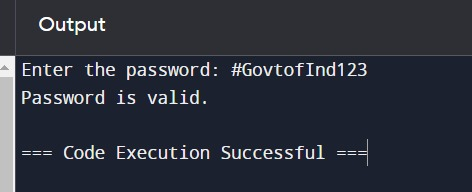 Output
Enter the password: #GovtofInd123
Password is valid.
=== Code Execution Successful ===